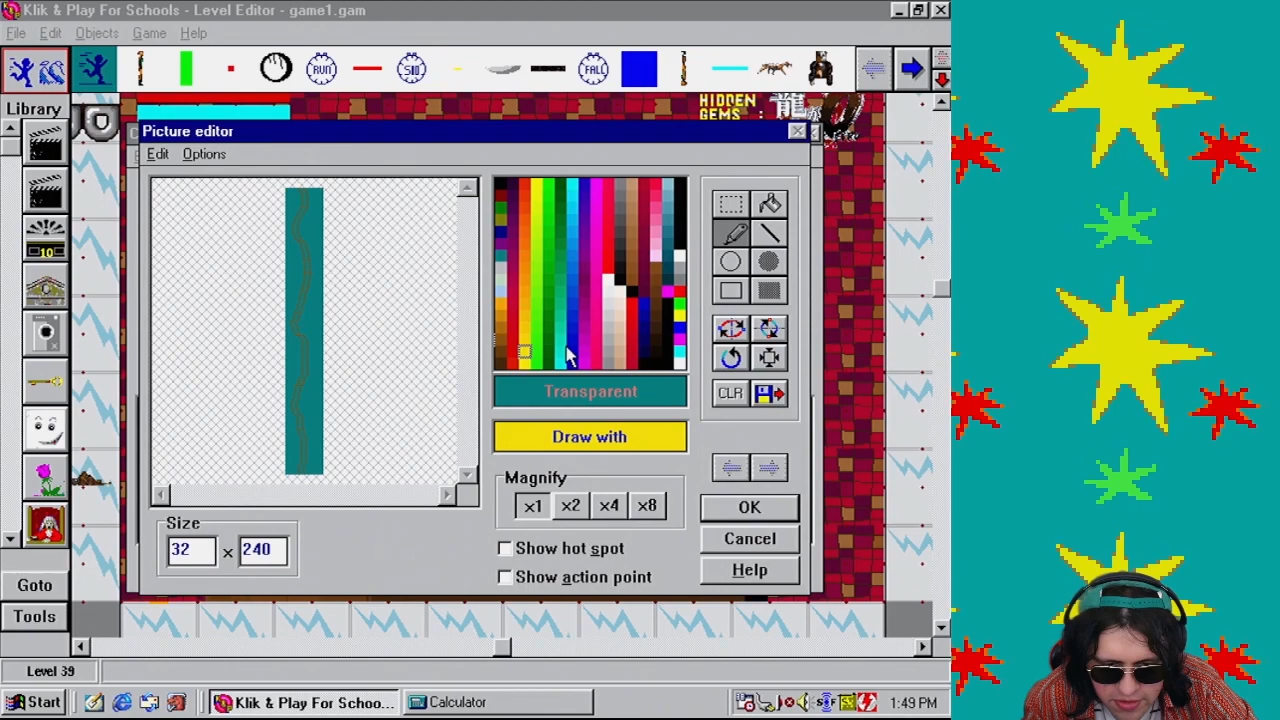 Klik & Play For Schools - Level Editor - game1.gam
File Edit Objects Game Help
RUN
STOP
FALL
Library
HIDDEN
GEMS :
Picture editor
Edit Options
10
Transparent
Draw with
CLR
Magnify
x1 x2 x4 x8
OK
Size
32 x 240
Show hot spot
Cancel
Show action point
Help
Goto
Tools
Level 39
Start
Klik & Play For Schoo...
Calculator
1:49 PM